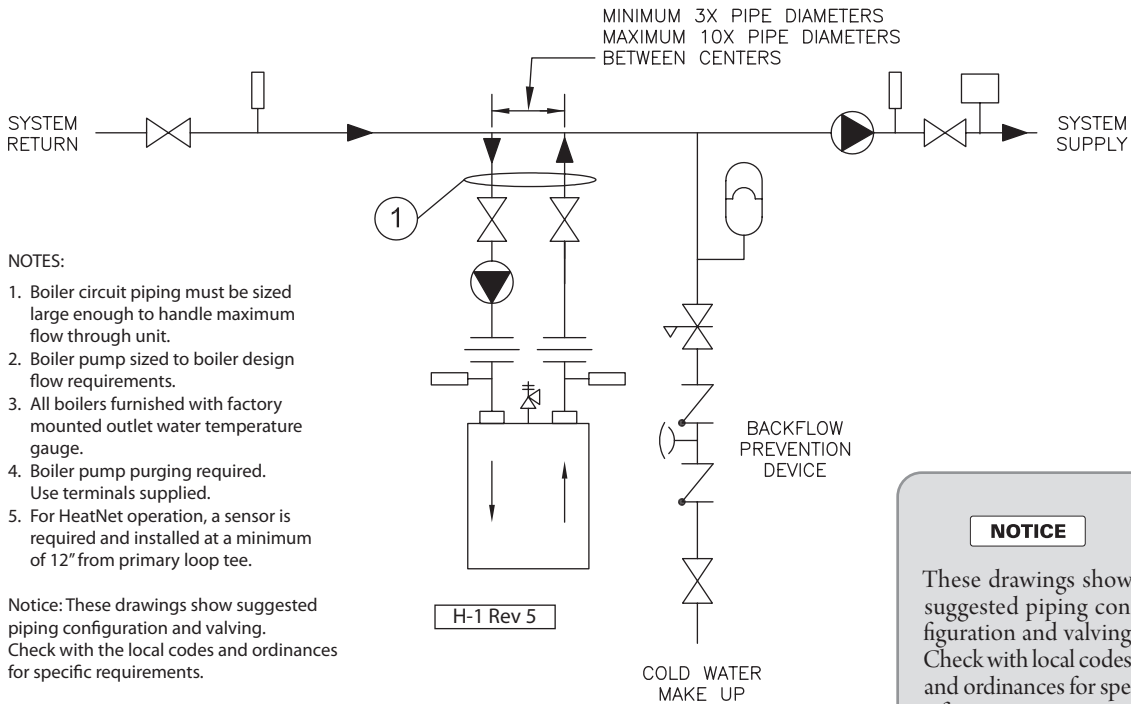 MINIMUM 3X PIPE DIAMETERS
MAXIMUM 10X PIPE DIAMETERS
BETWEEN CENTERS
SYSTEM
RETURN
SYSTEM
SUPPLY
1
NOTES:
1. Boiler circuit piping must be sized
large enough to handle maximum
flow through unit.
2. Boiler pump sized to boiler design
flow requirements.
3. All boilers furnished with factory
mounted outlet water temperature
gauge.
4. Boiler pump purging required.
Use terminals supplied.
5. For HeatNet operation, a sensor is
required and installed at a minimum
of 12" from primary loop tee.
Notice: These drawings show suggested
piping configuration and valving.
Check with the local codes and ordinances
for specific requirements.
H-1 Rev 5
BACKFLOW
PREVENTION
DEVICE
COLD WATER
MAKE UP
NOTICE
These drawings show
suggested piping con
figuration and valving
Check with local codes
and ordinances for spe